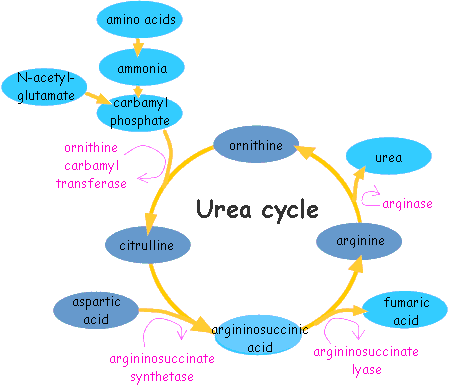 amino acids
ammonia
N-acetyl-
glutamate
carbamyl
phosphate
ornithine
carbamyl
transferase
ornithine
urea
arginase
Urea cycle
citrulline
arginine
aspartic
acid
argininosuccinic
acid
fumaric
acid
argininosuccinate
synthetase
argininosuccinate
lyase